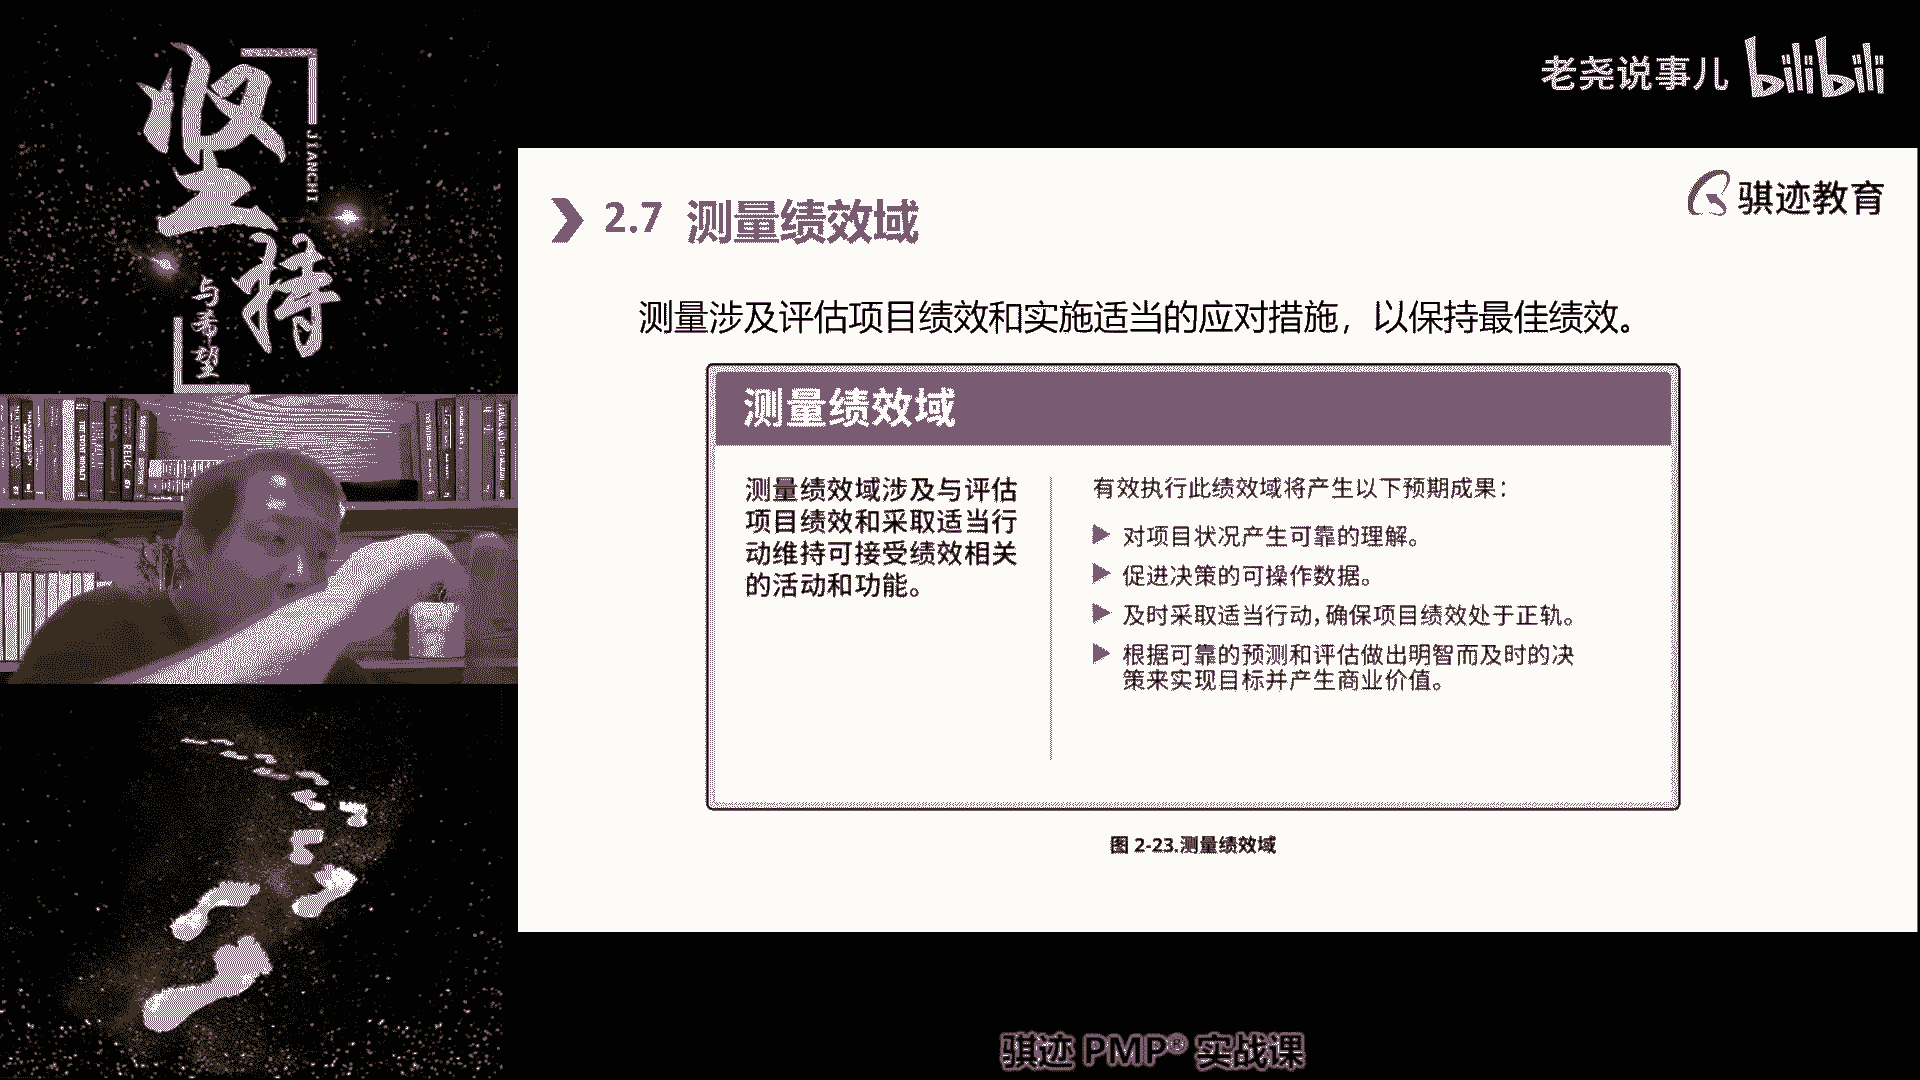 坚持
JIANCHI
与希望
老尧说事儿 bilibili
骐迹教育
2.7 测量绩效域
测量涉及评估项目绩效和实施适当的应对措施，以保持最佳绩效。
测量绩效域
测量绩效域涉及与评估
项目绩效和采取适当行
动维持可接受绩效相关
的活动和功能。
有效执行此绩效域将产生以下预期成果：
▶ 对项目状况产生可靠的理解。
▶ 促进决策的可操作数据。
▶ 及时采取适当行动，确保项目绩效处于正轨。
▶ 根据可靠的预测和评估做出明智而及时的决
策来实现目标并产生商业价值。
图 2-23.测量绩效域
RELIC
骐迹 PMP® 实战课